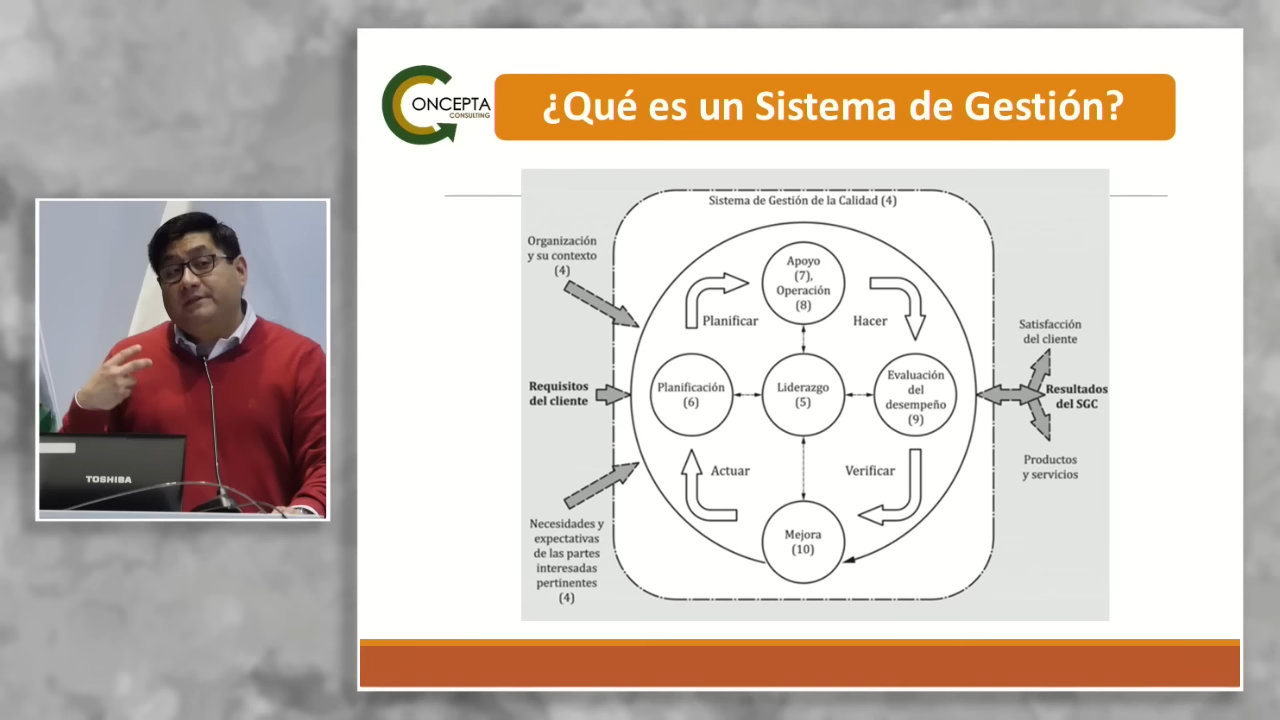 ONCEPTA
CONSULTING
¿Qué es un Sistema de Gestión?
Sistema de Gestión de la Calidad (4)
Organización
y su contexto
(4)
Requisitos
del cliente
Necesidades y
expectativas
de las partes
interesadas
pertinentes
(4)
Apoyo
(7),
Operación
(8)
Planificar
Hacer
Planificación
(6)
Liderazgo
(5)
Evaluación
del
desempeño
(9)
Actuar
Verificar
Mejora
(10)
Satisfacción
del cliente
Resultados
del SGC
Productos
y servicios
TOSHIBA